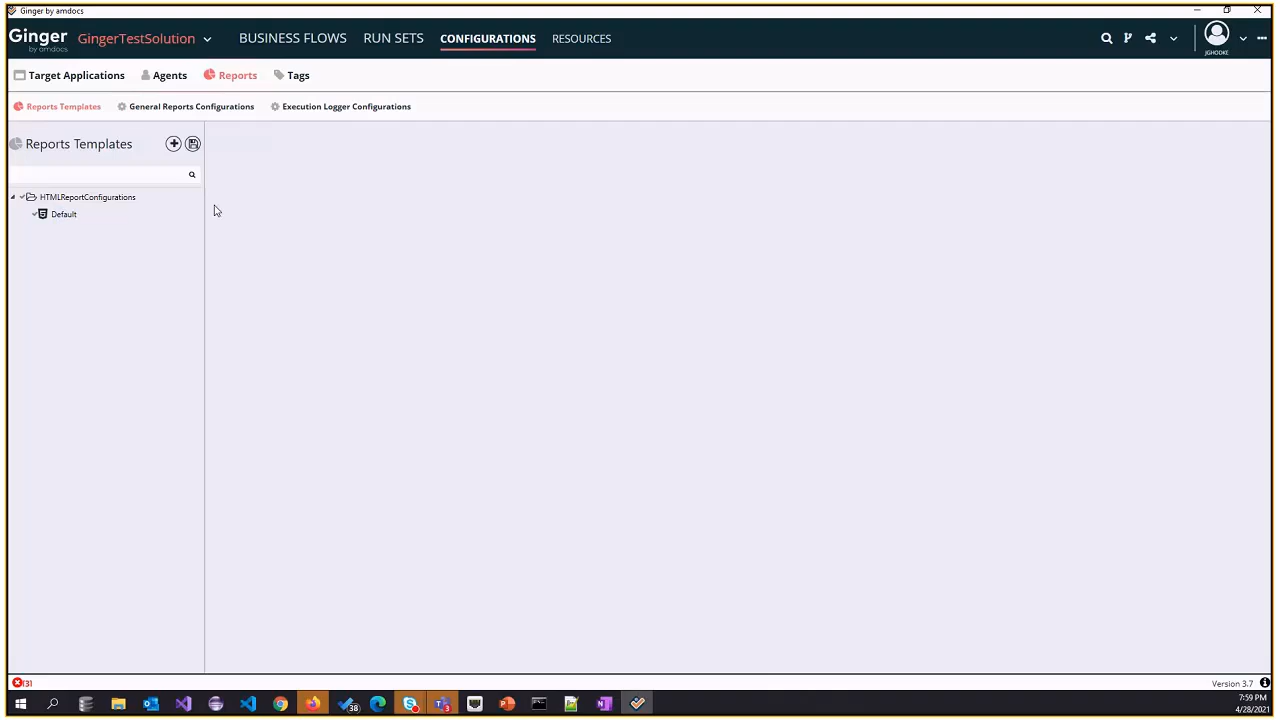 Ginger by amdocs
Ginger by amdocs GingerTestSolution BUSINESS FLOWS RUN SETS CONFIGURATIONS RESOURCES
JGHODKE
Target Applications Agents Reports Tags
Reports Templates General Reports Configurations Execution Logger Configurations
Reports Templates
HTMLReportConfigurations
Default
(3) Version 3.7
38 3 7:59 PM
4/28/2021